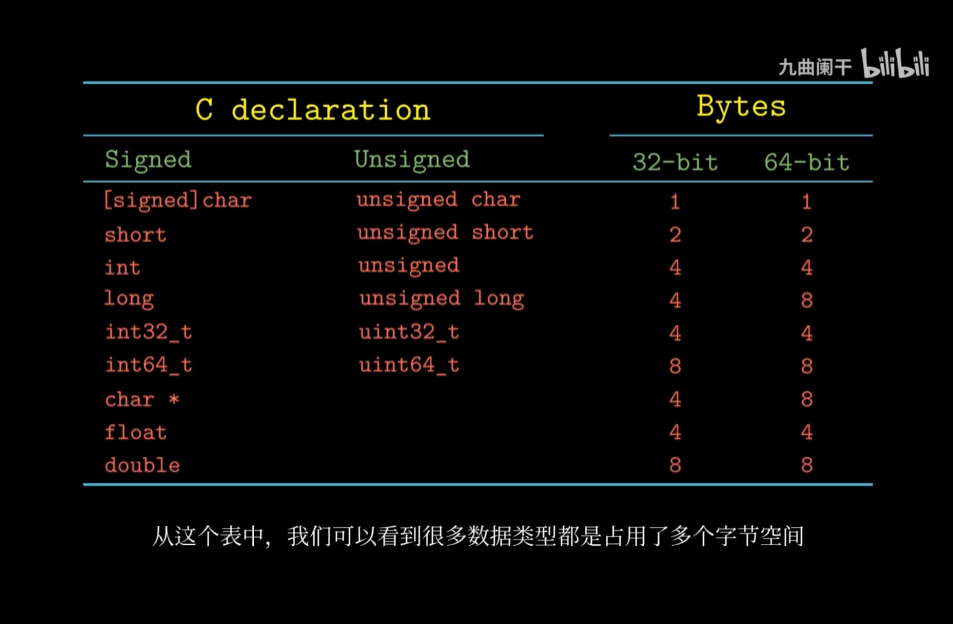 九曲阑干 bilibili
C declaration Bytes
Signed Unsigned 32-bit 64-bit
[signed]char unsigned char 1 1
short unsigned short 2 2
int unsigned 4 4
long unsigned long 4 8
int32_t uint32_t 4 4
int64_t uint64_t 8 8
char * 4 8
float 4 4
double 8 8
从这个表中，我们可以看到很多数据类型都是占用了多个字节空间